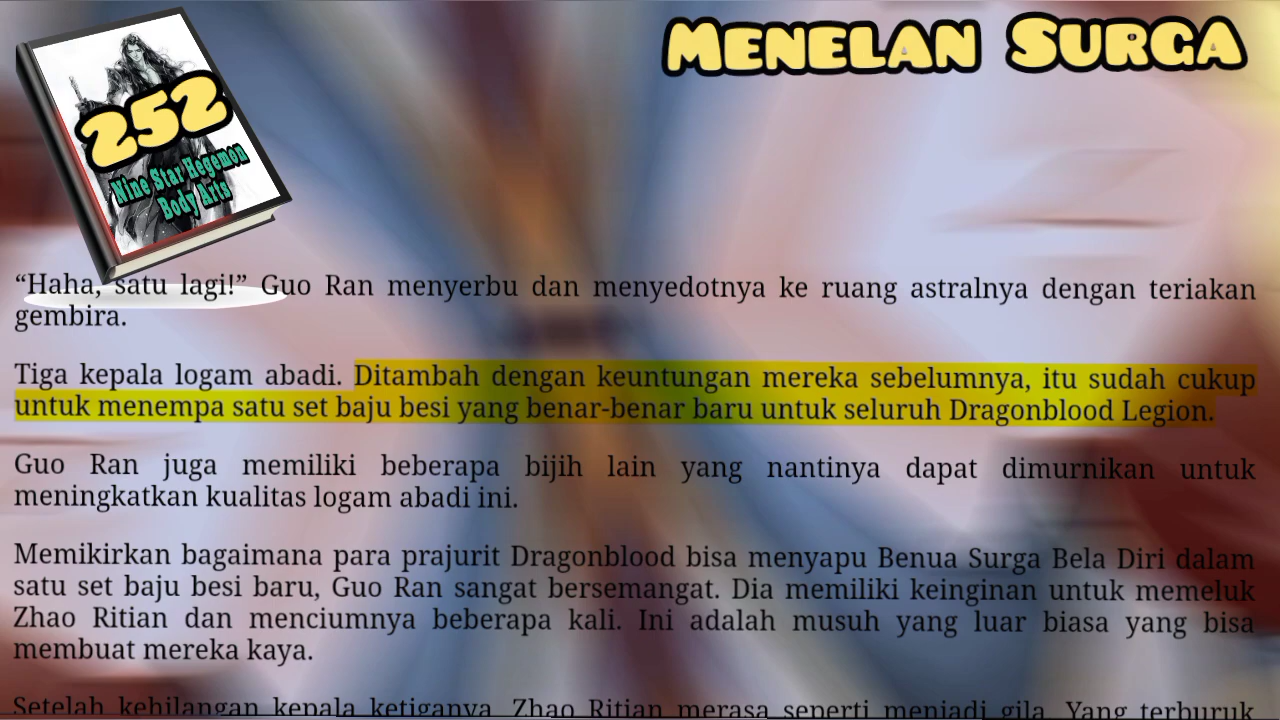 Menelan Surga
252
Nine Star Hegemon
Body Arts
“Haha, satu lagi!” Guo Ran menyerbu dan menyedotnya ke ruang astralnya dengan teriakan
gembira.
Tiga kepala logam abadi. Ditambah dengan keuntungan mereka sebelumnya, itu sudah cukup
untuk menempa satu set baju besi yang benar-benar baru untuk seluruh Dragonblood Legion.
Guo Ran juga memiliki beberapa bijih lain yang nantinya dapat dimurnikan untuk
meningkatkan kualitas logam abadi ini.
Memikirkan bagaimana para prajurit Dragonblood bisa menyapu Benua Surga Bela Diri dalam
satu set baju besi baru, Guo Ran sangat bersemangat. Dia memiliki keinginan untuk memeluk
Zhao Ritian dan menciumnya beberapa kali. Ini adalah musuh yang luar biasa yang bisa
membuat mereka kaya.
Setelah kehilangan kepala ketiganya, Zhao Ritian merasa seperti menjadi gila. Yang terburuk